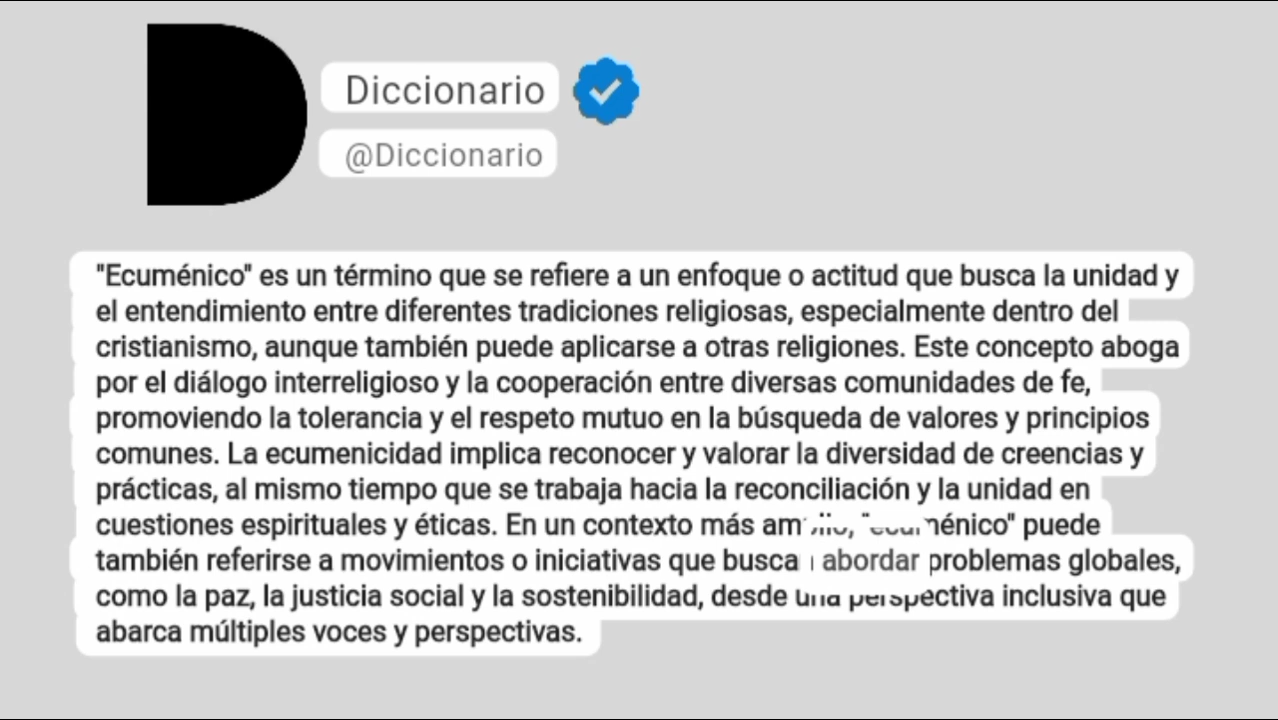 Diccionario
@Diccionario
"Ecuménico" es un término que se refiere a un enfoque o actitud que busca la unidad y
el entendimiento entre diferentes tradiciones religiosas, especialmente dentro del
cristianismo, aunque también puede aplicarse a otras religiones. Este concepto aboga
por el diálogo interreligioso y la cooperación entre diversas comunidades de fe,
promoviendo la tolerancia y el respeto mutuo en la búsqueda de valores y principios
comunes. La ecumenicidad implica reconocer y valorar la diversidad de creencias y
prácticas, al mismo tiempo que se trabaja hacia la reconciliación y la unidad en
cuestiones espirituales y éticas. En un contexto más amplio, "ecuménico" puede
también referirse a movimientos o iniciativas que buscan abordar problemas globales,
como la paz, la justicia social y la sostenibilidad, desde una perspectiva inclusiva que
abarca múltiples voces y perspectivas.